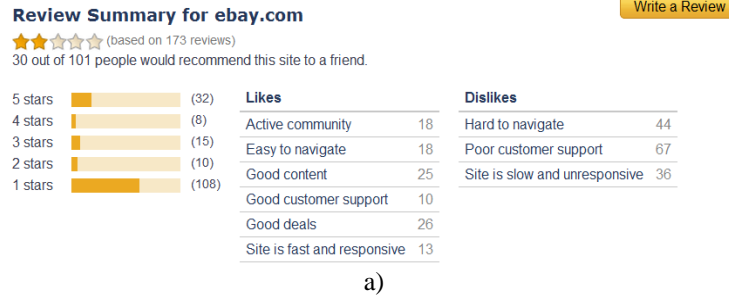 Review Summary for ebay.com
Write a Review
(based on 173 reviews)
30 out of 101 people would recommend this site to a friend.
5 stars (32)
4 stars (8)
3 stars (15)
2 stars (10)
1 stars (108)
Likes
Active community 18
Easy to navigate 18
Good content 25
Good customer support 10
Good deals 26
Site is fast and responsive 13
Dislikes
Hard to navigate 44
Poor customer support 67
Site is slow and unresponsive 36
a)